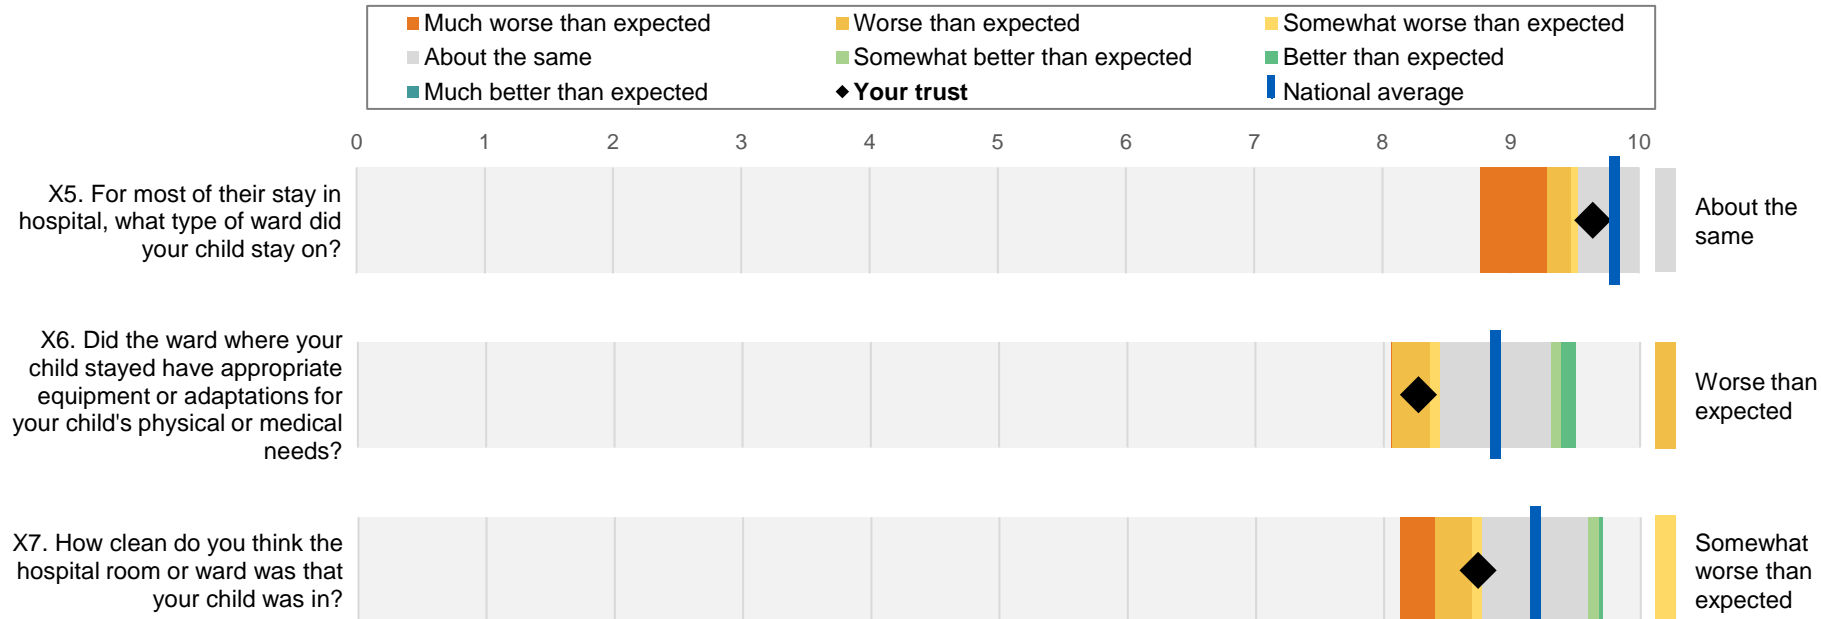 Much worse than expected
Worse than expected
Somewhat worse than expected
About the same
Somewhat better than expected
Better than expected
Much better than expected
Your trust
National average
0 1 2 3 4 5 6 7 8 9 10
X5. For most of their stay in
hospital, what type of ward did
your child stay on?
About the
same
X6. Did the ward where your
child stayed have appropriate
equipment or adaptations for
your child's physical or medical
needs?
Worse than
expected
X7. How clean do you think the
hospital room or ward was that
your child was in?
Somewhat
worse than
expected